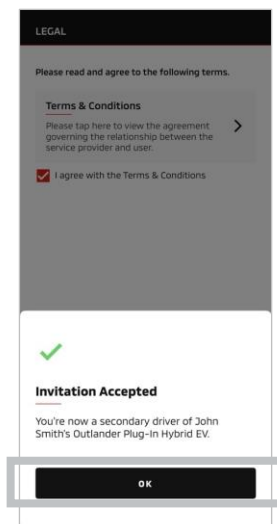 LEGAL
Please read and agree to the following terms.
Terms & Conditions
Please tap here to view the agreement
governing the relationship between the
service provider and user.
I agree with the Terms & Conditions
Invitation Accepted
You're now a secondary driver of John
Smith's Outlander Plug-In Hybrid EV.
OK